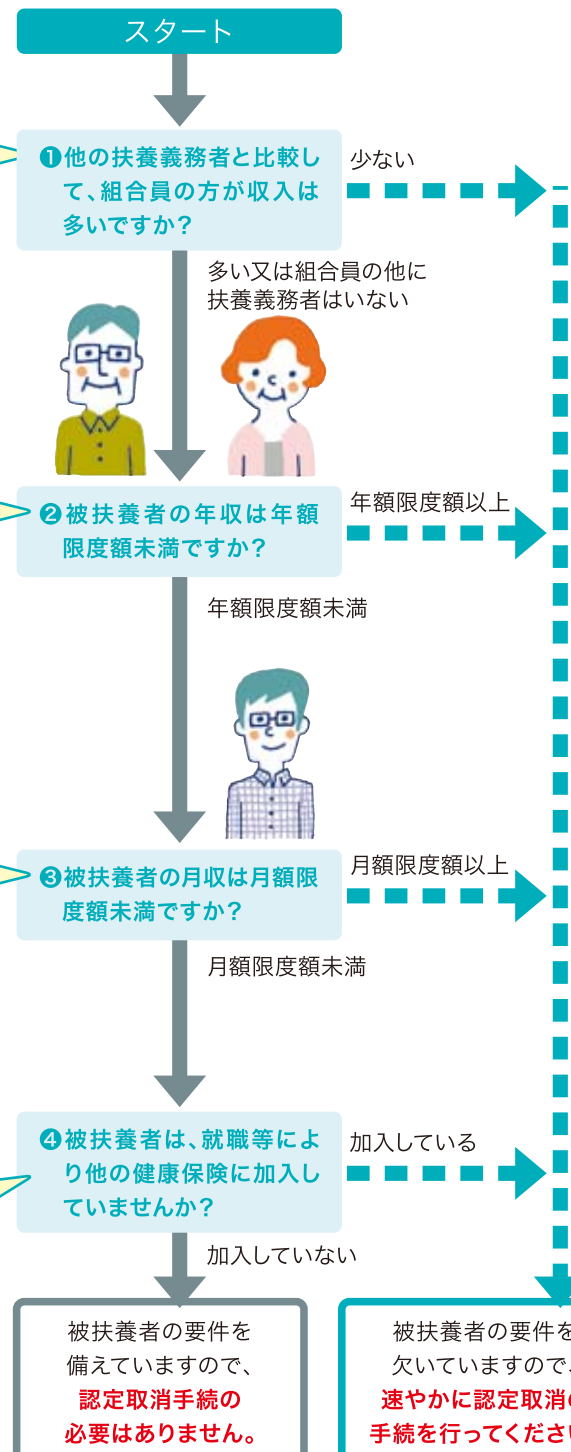 スタート
❶他の扶養義務者と比較し
て、組合員の方が収入は
多いですか？
少ない
多い又は組合員の他に
扶養義務者はいない
❷被扶養者の年収は年額
限度額未満ですか？
年額限度額以上
年額限度額未満
❸被扶養者の月収は月額限
度額未満ですか？
月額限度額以上
月額限度額未満
❹被扶養者は、就職等によ
り他の健康保険に加入し
ていませんか？
加入している
加入していない
被扶養者の要件を
備えていますので、
認定取消手続の
必要はありません。
被扶養者の要件を
欠いていますので、
速やかに認定取消の
手続を行ってください